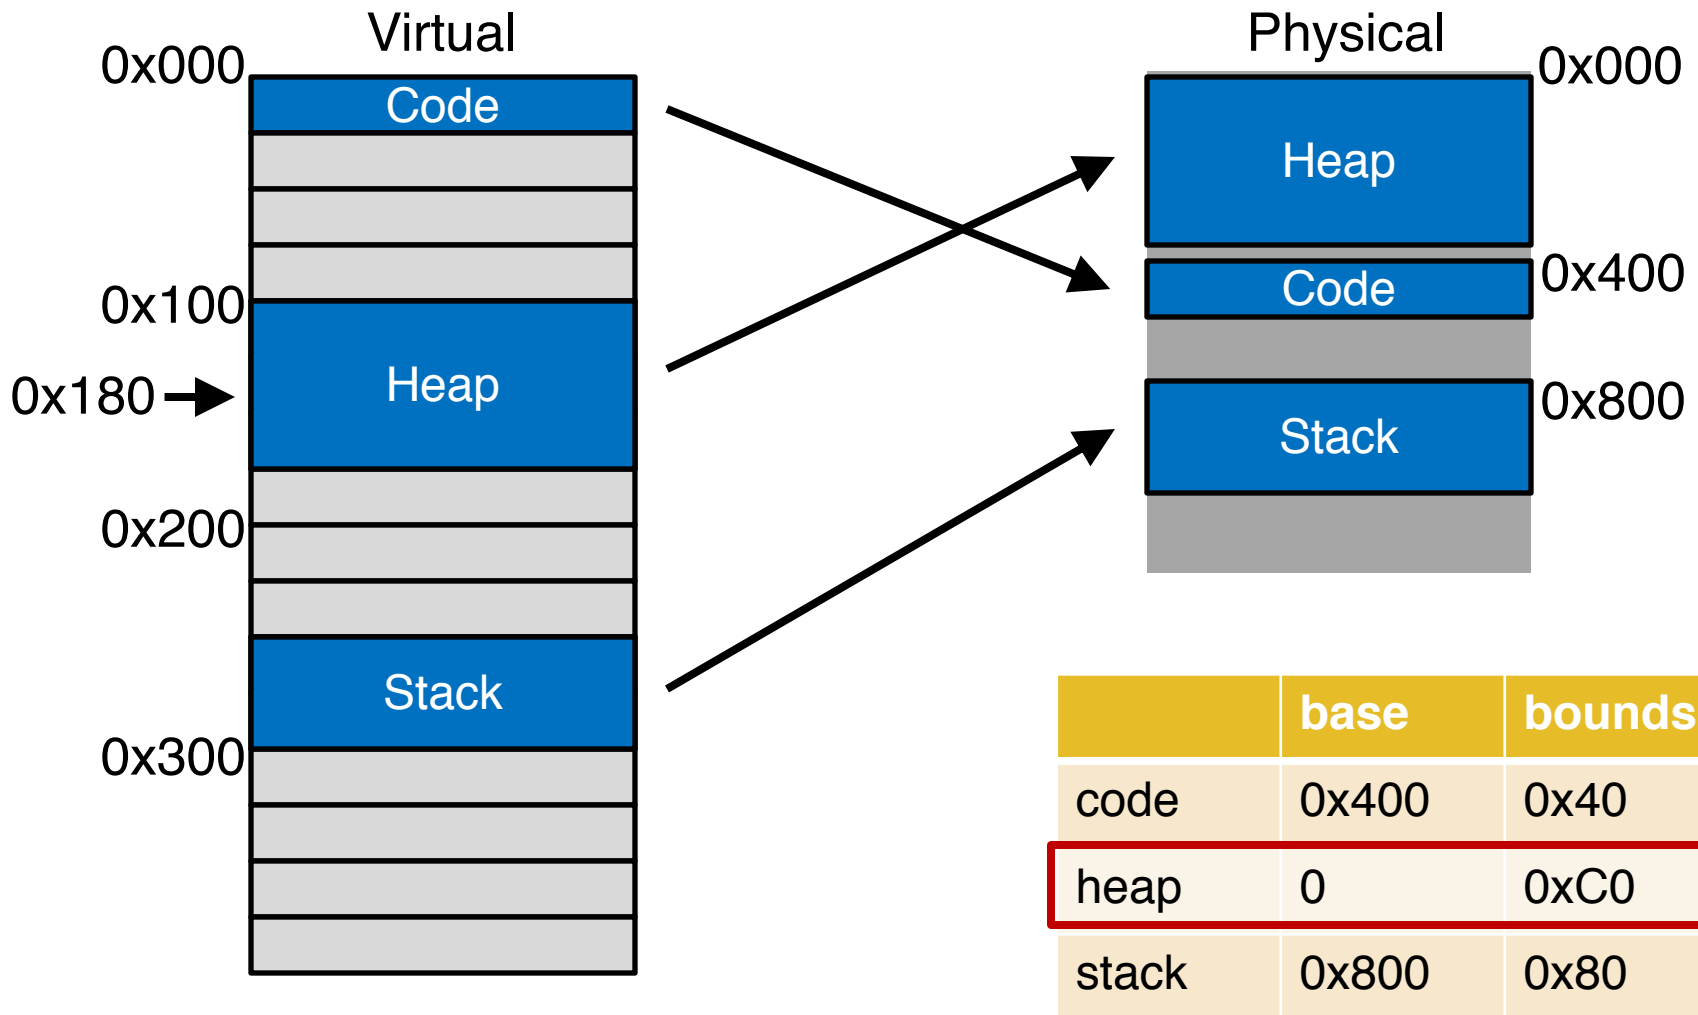 Virtual
0x000
Code
0x100
Heap
0x180
0x200
Stack
0x300
Physical
0x000
Heap
0x400
Code
0x800
Stack
base bounds
code 0x400 0x40
heap 0 0xC0
stack 0x800 0x80